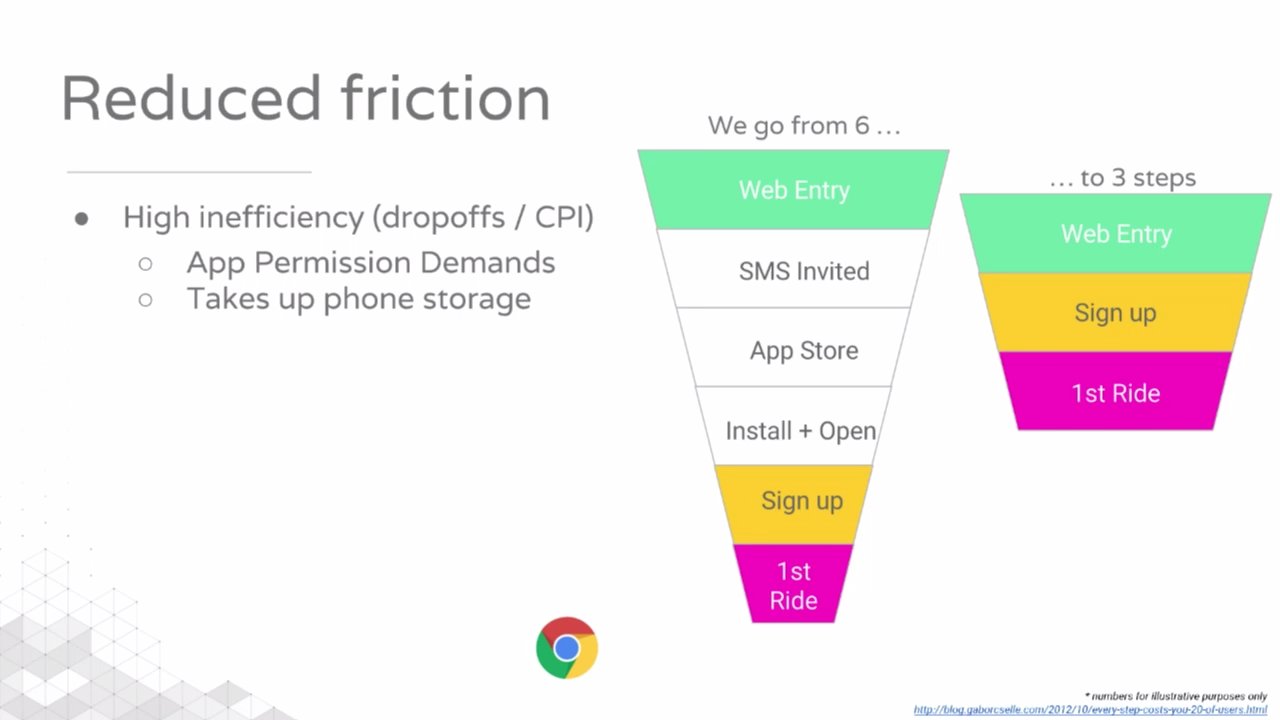 Reduced friction
● High inefficiency (dropoffs / CPI)
○ App Permission Demands
○ Takes up phone storage
We go from 6 …
Web Entry
SMS Invited
App Store
Install + Open
Sign up
1st
Ride
… to 3 steps
Web Entry
Sign up
1st Ride
* numbers for illustrative purposes only
http://blog.gaborcselle.com/2012/10/every-step-costs-you-20-of-users.html